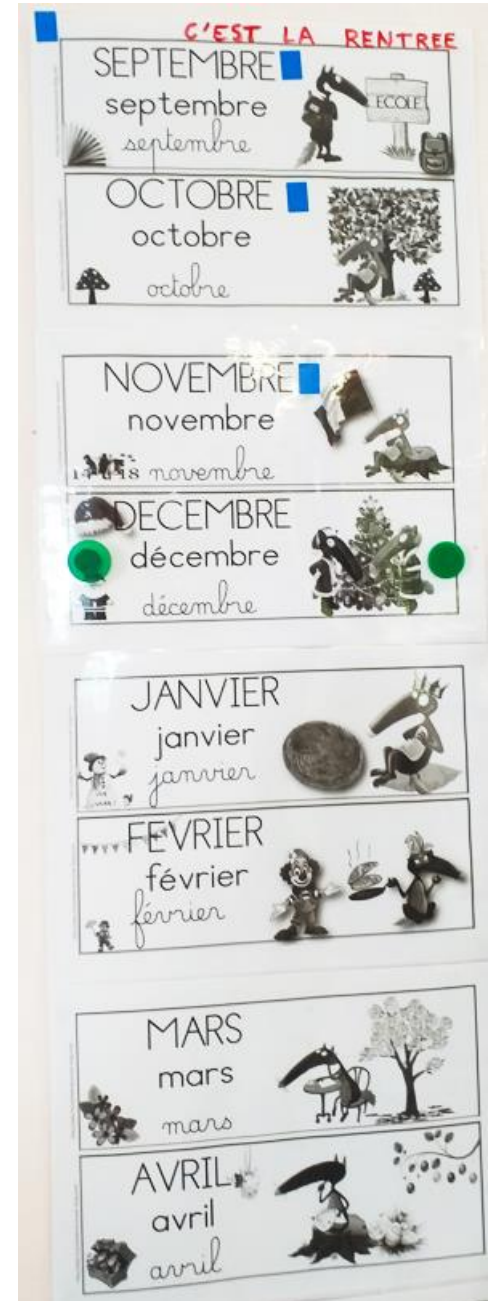 C'EST LA RENTREE
SEPTEMBRE
septembre
ECOLE
septembre
OCTOBRE
octobre
octobre
NOVEMBRE
novembre
novembre
DECEMBRE
décembre
décembre
JANVIER
janvier
janvier
FEVRIER
février
février
MARS
mars
mars
AVRIL
avril
avril